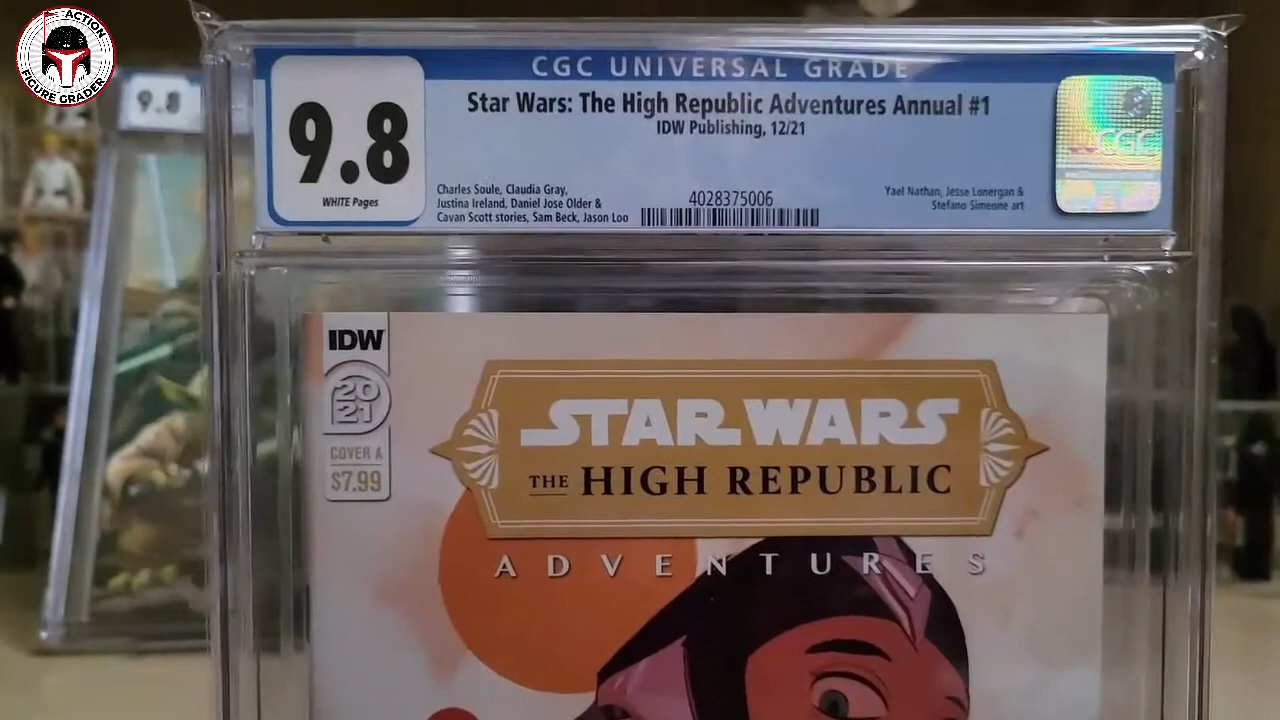 ACTION
FIGURE GRADER
9.8
CGC UNIVERSAL GRADE
9.8
WHITE Pages
Star Wars: The High Republic Adventures Annual #1
IDW Publishing, 12/21
Charles Soule, Claudia Gray,
Justina Ireland, Daniel Jose Older &
Cavan Scott stories, Sam Beck, Jason Loo
4028375006
Yael Nathan, Jesse Lonergan &
Stefano Simeone art
CGC
IDW
20
21
COVER A
$7.99
STAR WARS
THE HIGH REPUBLIC
ADVENTURES